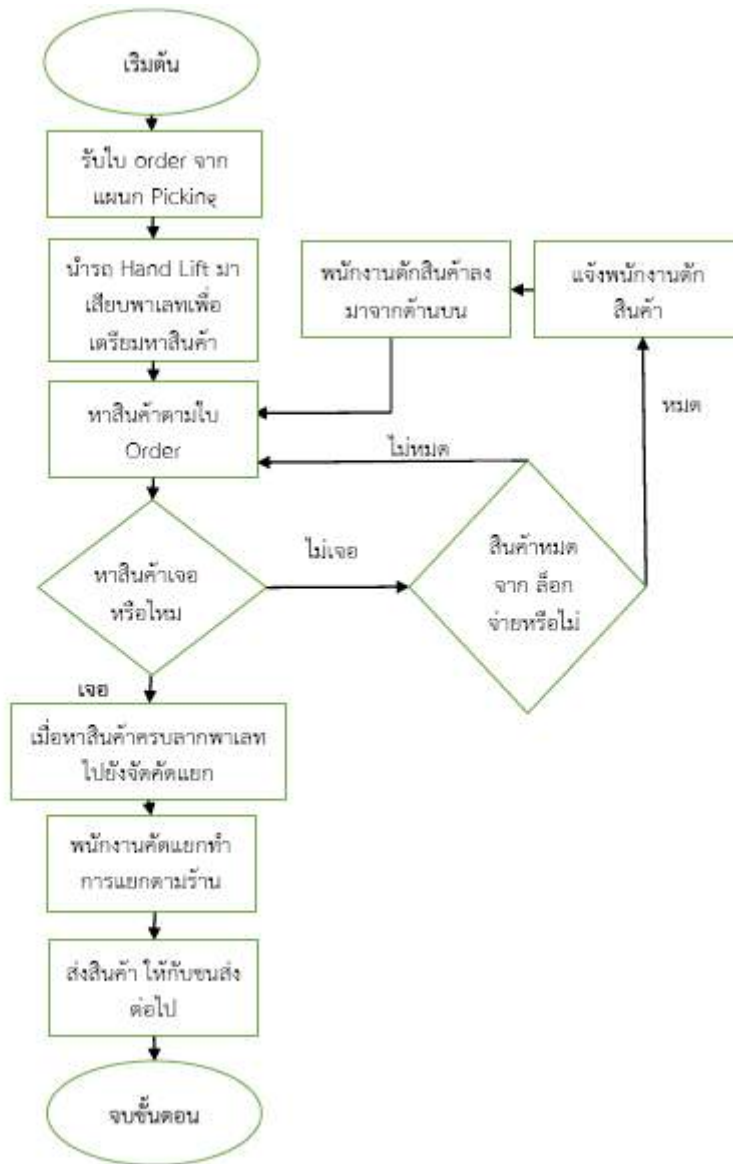 เริ่มต้น
รับใบ order จาก
แผนก Picking
นำรถ Hand Lift มา
เสียบพาเลทเพื่อ
เตรียมหาสินค้า
พนักงานตักสินค้าลง
มาจากด้านบน
แจ้งพนักงานตัก
สินค้า
หาสินค้าตามใบ
Order
หมด
ไม่หมด
ไม่เจอ
หาสินค้าเจอ
หรือไหม
สินค้าหมด
จาก ล็อก
จ่ายหรือไม่
เจอ
เมื่อหาสินค้าครบลากพาเลท
ไปยังจัดคัดแยก
พนักงานคัดแยกทำ
การแยกตามร้าน
ส่งสินค้า ให้กับขนส่ง
ต่อไป
จบขั้นตอน